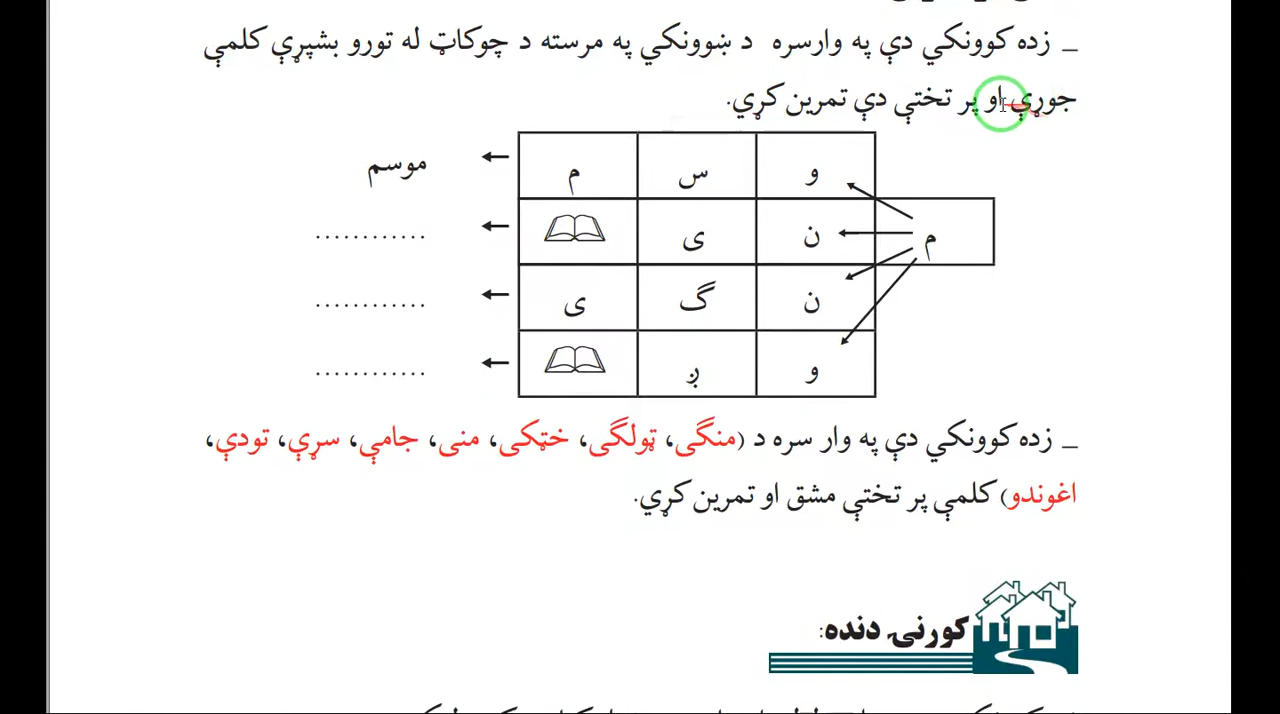 _ زده کوونکي دې په وارسره د ښوونکي په مرسته د چوکاټ له تورو بشپړې کلمې
جوړې او پر تختې دې تمرين کړي.
و س م موسم
م
ن ی ............
ن گ ی ............
و ږ ............
_ زده کوونکي دې په وار سره د (منگی، ټولگی، خټکی، منی، جامې، سړې، تودې،
اغوندو) کلمې پر تختې مشق او تمرين کړي.
کورنۍ دنده: